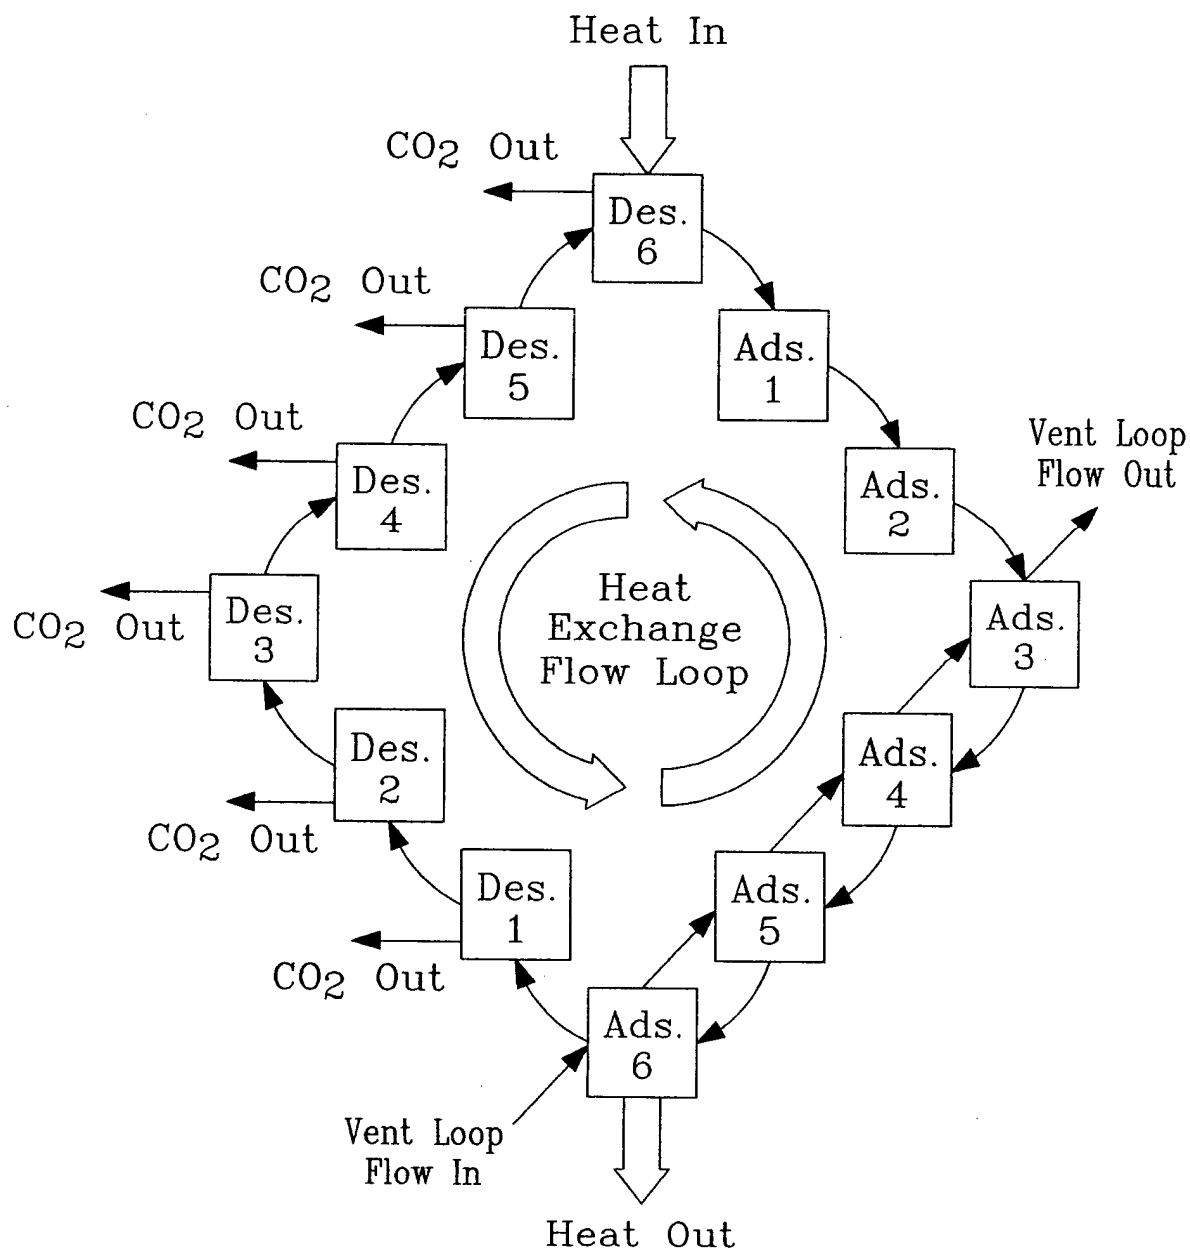 Heat In
CO2 Out
Des.
6
CO2 Out
Des.
5
Ads.
1
CO2 Out
Des.
4
Ads.
2
Vent Loop
Flow Out
Heat
Exchange
Flow Loop
CO2 Out
Des.
3
Ads.
3
Des.
2
CO2 Out
Ads.
4
Des.
1
CO2 Out
Ads.
5
Ads.
6
Vent Loop
Flow In
Heat Out